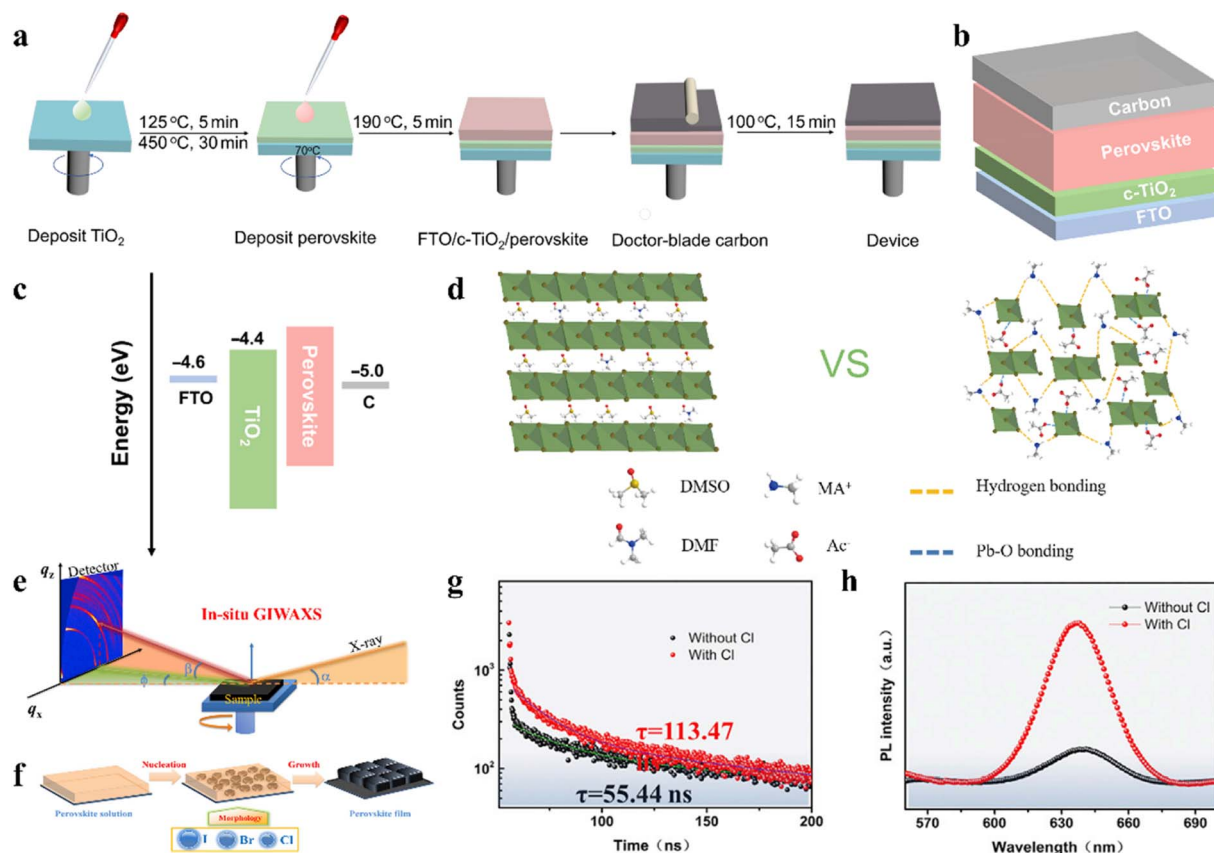 a
125 °C, 5 min
450 °C, 30 min
70°C
190 °C, 5 min
100 °C, 15 min
Deposit TiO2
Deposit perovskite
FTO/c-TiO2/perovskite
Doctor-blade carbon
Device
b
Carbon
Perovskite
c-TiO2
FTO
c
Energy (eV)
−4.6
FTO
−4.4
TiO2
Perovskite
−5.0
C
d
VS
DMSO
MA+
Hydrogen bonding
DMF
Ac-
Pb-O bonding
e
qz
Detector
In-situ GIWAXS
X-ray
β
ϕ
α
Sample
qx
f
Nucleation
Growth
Perovskite solution
Morphology
Perovskite film
I
Br
Cl
g
Without Cl
With Cl
Counts
103
102
τ=113.47
τ=55.44 ns
100
150
200
Time (ns)
h
Without Cl
With Cl
PL intensity (a.u.)
570
600
630
660
690
Wavelength (nm)